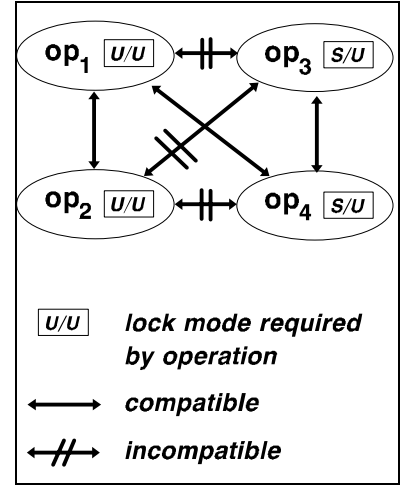 op1 U/U op3 S/U
op2 U/U op4 S/U
U/U lock mode required
by operation
compatible
incompatible